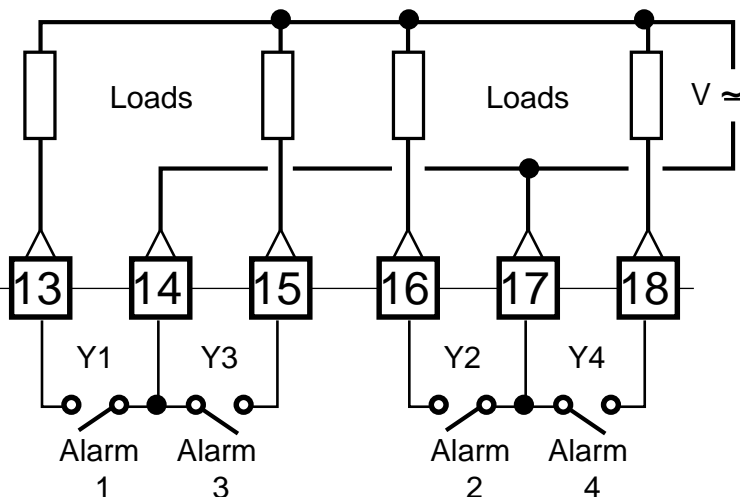 Loads Loads V ≂
13 14 15 16 17 18
Y1 Y3 Y2 Y4
Alarm Alarm Alarm Alarm
1 3 2 4